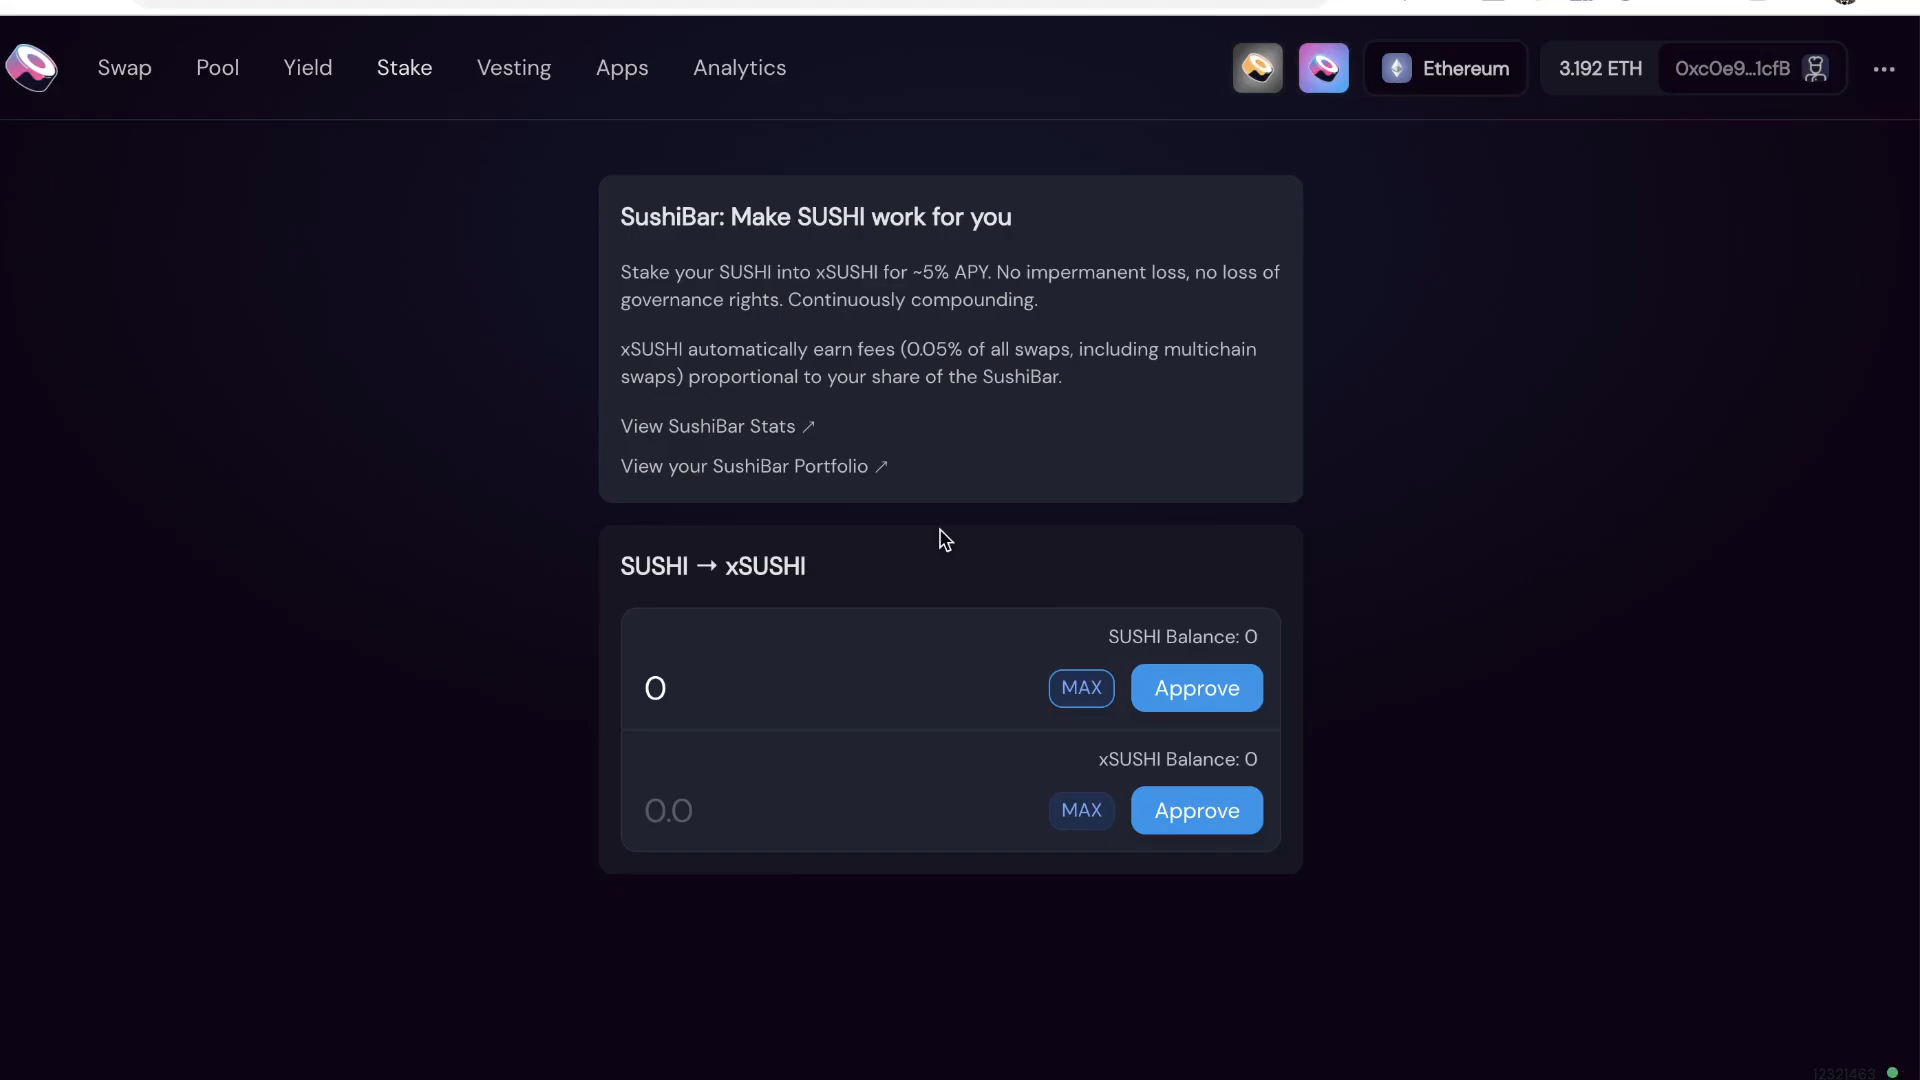 Swap Pool Yield Stake Vesting Apps Analytics Ethereum 3.192 ETH 0xc0e9...1cfB
SushiBar: Make SUSHI work for you
Stake your SUSHI into xSUSHI for ~5% APY. No impermanent loss, no loss of
governance rights. Continuously compounding.
xSUSHI automatically earn fees (0.05% of all swaps, including multichain
swaps) proportional to your share of the SushiBar.
View SushiBar Stats ↗
View your SushiBar Portfolio ↗
SUSHI → xSUSHI
SUSHI Balance: 0
0 MAX Approve
xSUSHI Balance: 0
0.0 MAX Approve
12321463